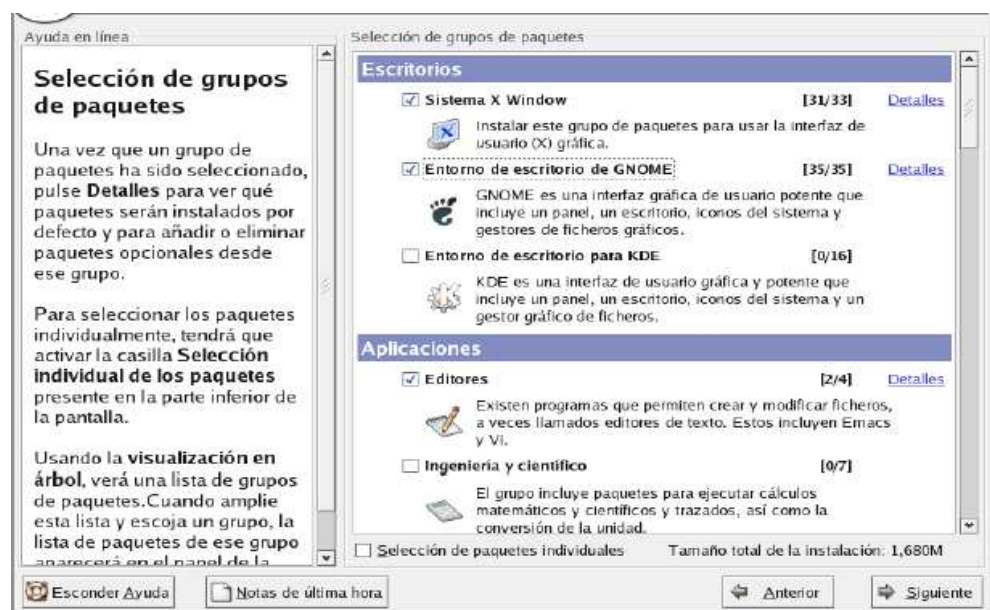 Ayuda en línea
Selección de grupos
de paquetes
Una vez que un grupo de
paquetes ha sido seleccionado,
pulse Detalles para ver qué
paquetes serán instalados por
defecto y para añadir o eliminar
paquetes opcionales desde
ese grupo.
Para seleccionar los paquetes
individualmente, tendrá que
activar la casilla Selección
individual de los paquetes
presente en la parte inferior de
la pantalla.
Usando la visualización en
árbol, verá una lista de grupos
de paquetes.Cuando amplie
esta lista y escoja un grupo, la
lista de paquetes de ese grupo
aparecerá en el panel de la
Selección de grupos de paquetes
Escritorios
Sistema X Window [31/33] Detalles
Instalar este grupo de paquetes para usar la interfaz de
usuario (X) gráfica.
Entorno de escritorio de GNOME [35/35] Detalles
GNOME es una interfaz gráfica de usuario potente que
incluye un panel, un escritorio, iconos del sistema y
gestores de ficheros gráficos.
Entorno de escritorio para KDE [0/16]
KDE es una interfaz de usuario gráfica y potente que
incluye un panel, un escritorio, iconos del sistema y un
gestor gráfico de ficheros.
Aplicaciones
Editores [2/4] Detalles
Existen programas que permiten crear y modificar ficheros,
a veces llamados editores de texto. Estos incluyen Emacs
y Vi.
Ingeniería y científico [0/7]
El grupo incluye paquetes para ejecutar cálculos
matemáticos y científicos y trazados, así como la
conversión de la unidad.
Selección de paquetes individuales Tamaño total de la instalación: 1,680M
Esconder Ayuda Notas de última hora Anterior Siguiente